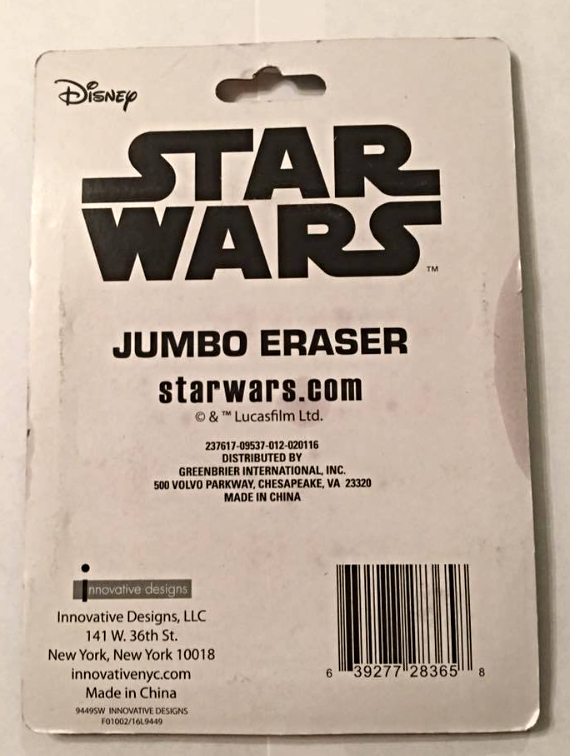 Disney
STAR
WARS
™
JUMBO ERASER
starwars.com
© & ™ Lucasfilm Ltd.
237617-09537-012-020116
DISTRIBUTED BY
GREENBRIER INTERNATIONAL, INC.
500 VOLVO PARKWAY, CHESAPEAKE, VA 23320
MADE IN CHINA
innovative designs
Innovative Designs, LLC
141 W. 36th St.
New York, New York 10018
innovativenyc.com
Made in China
9449SW INNOVATIVE DESIGNS
F01002/16L9449
6 39277 28365 8